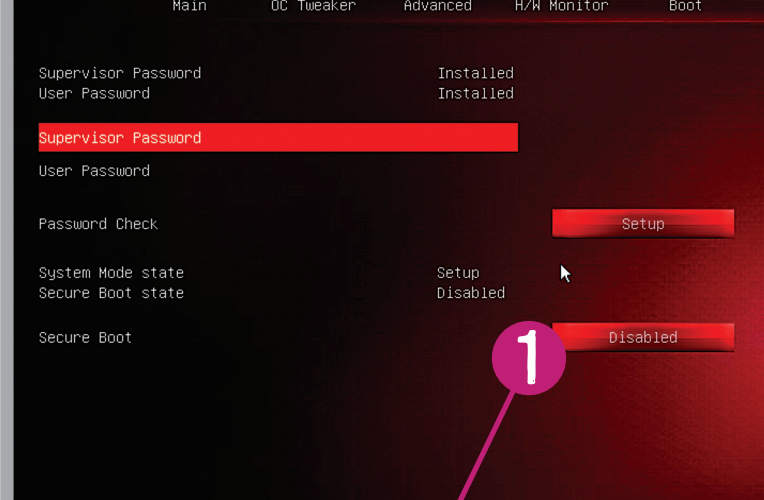 Main OC Tweaker Advanced H/W Monitor Boot
Supervisor Password Installed
User Password Installed
Supervisor Password
User Password
Password Check Setup
System Mode state Setup
Secure Boot state Disabled
Secure Boot Disabled
1